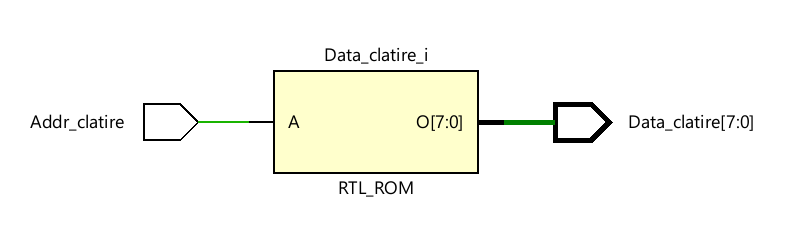 Data_clatire_i
Addr_clatire
A
O[7:0]
Data_clatire[7:0]
RTL_ROM